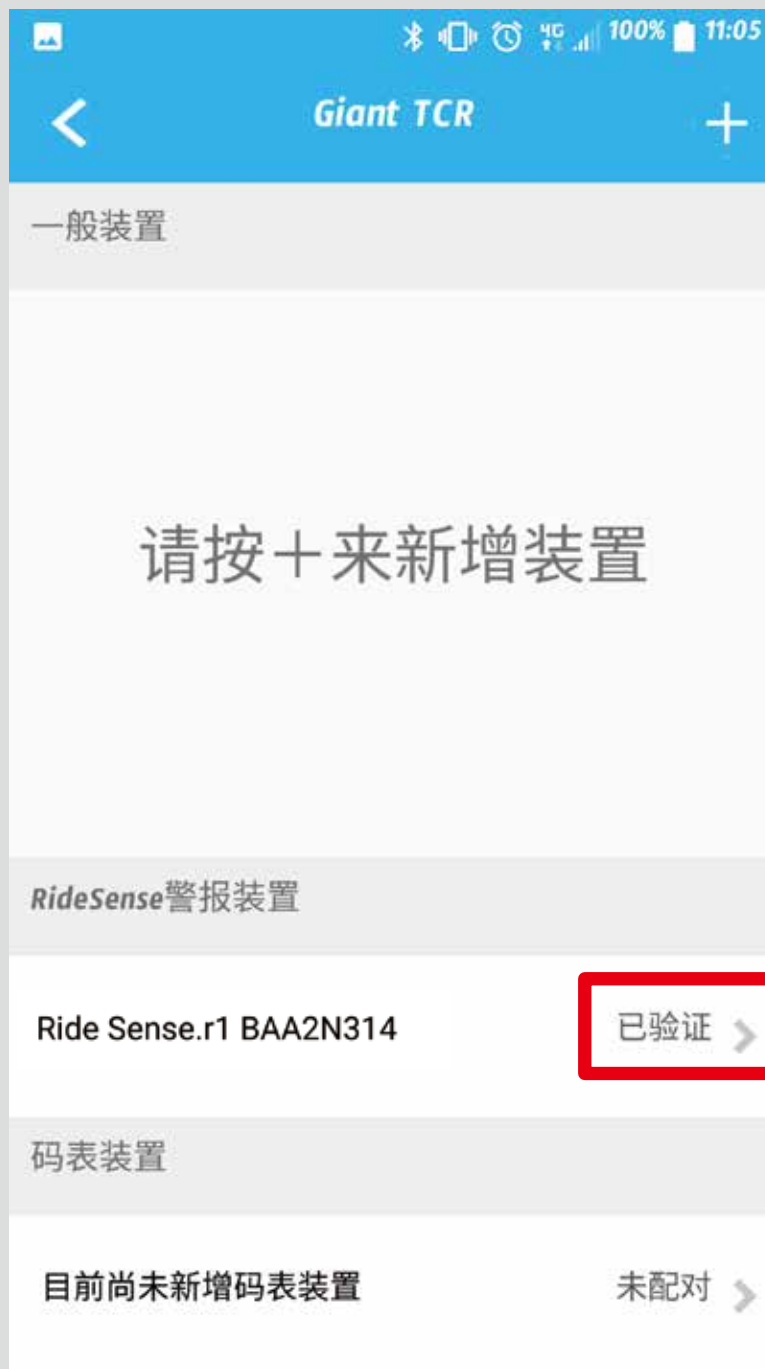 4G 100% 11:05
Giant TCR
一般装置
请按＋来新增装置
RideSense警报装置
Ride Sense.r1 BAA2N314 已验证
码表装置
目前尚未新增码表装置 未配对